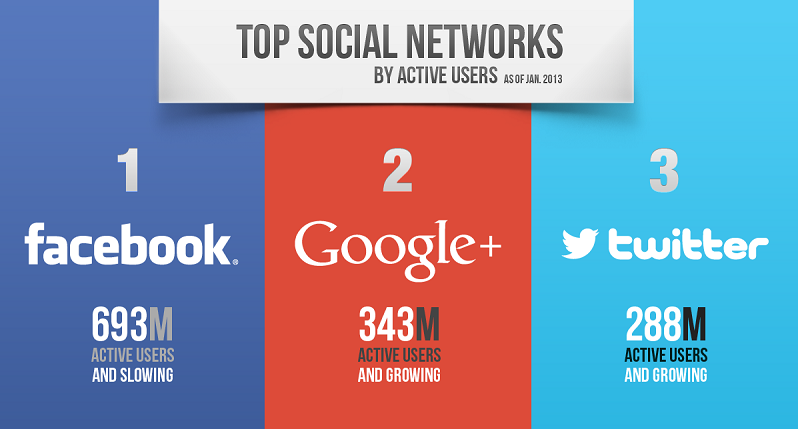 TOP SOCIAL NETWORKS
BY ACTIVE USERS AS OF JAN. 2013
1
facebook®
693M
ACTIVE USERS
AND SLOWING
2
Google+
343M
ACTIVE USERS
AND GROWING
3
twitter
288M
ACTIVE USERS
AND GROWING